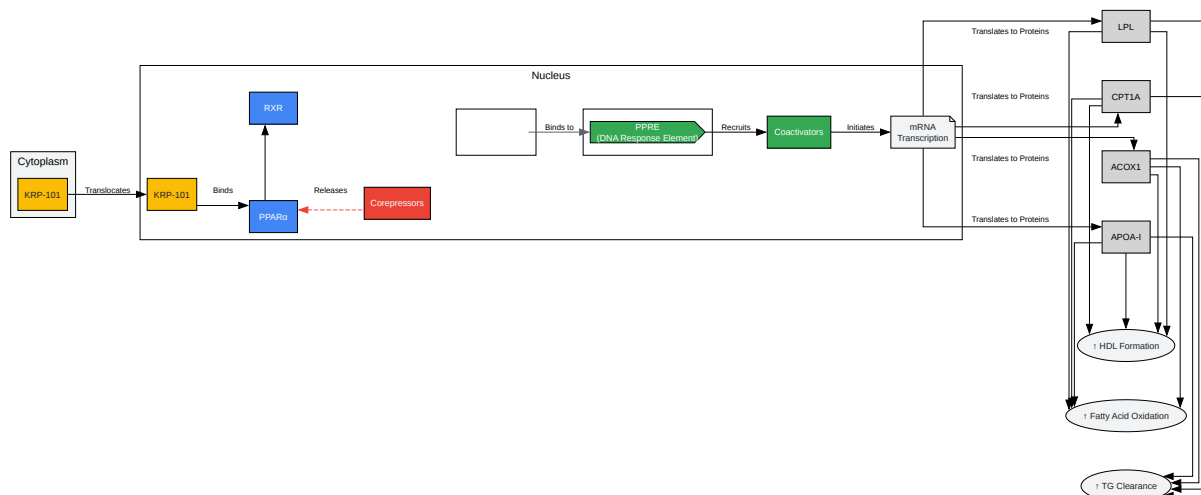 LPL
Translates to Proteins
Nucleus
CPT1A
Translates to Proteins
RXR
PPRE
(DNA Response Element)
Binds to
Recruits
Coactivators
Initiates
mRNA
Transcription
Cytoplasm
KRP-101
Translocates
KRP-101
Binds
PPARα
Releases
Corepressors
Translates to Proteins
ACOX1
Translates to Proteins
APOA-I
↑ HDL Formation
↑ Fatty Acid Oxidation
↑ TG Clearance